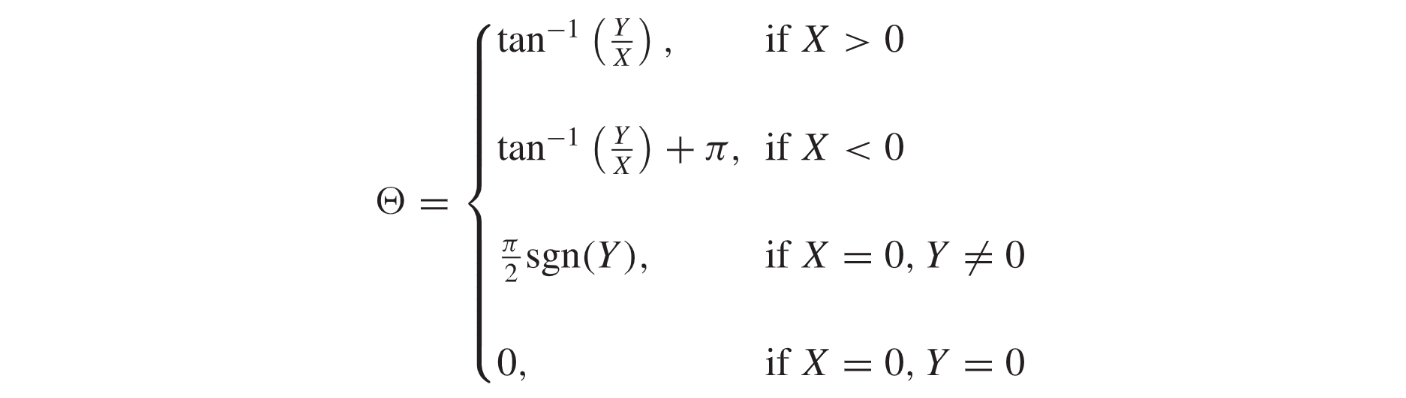 tan⁻¹ (Y/X), if X > 0
tan⁻¹ (Y/X) + π, if X < 0
Θ =
π/2 sgn(Y), if X = 0, Y ≠ 0
0, if X = 0, Y = 0